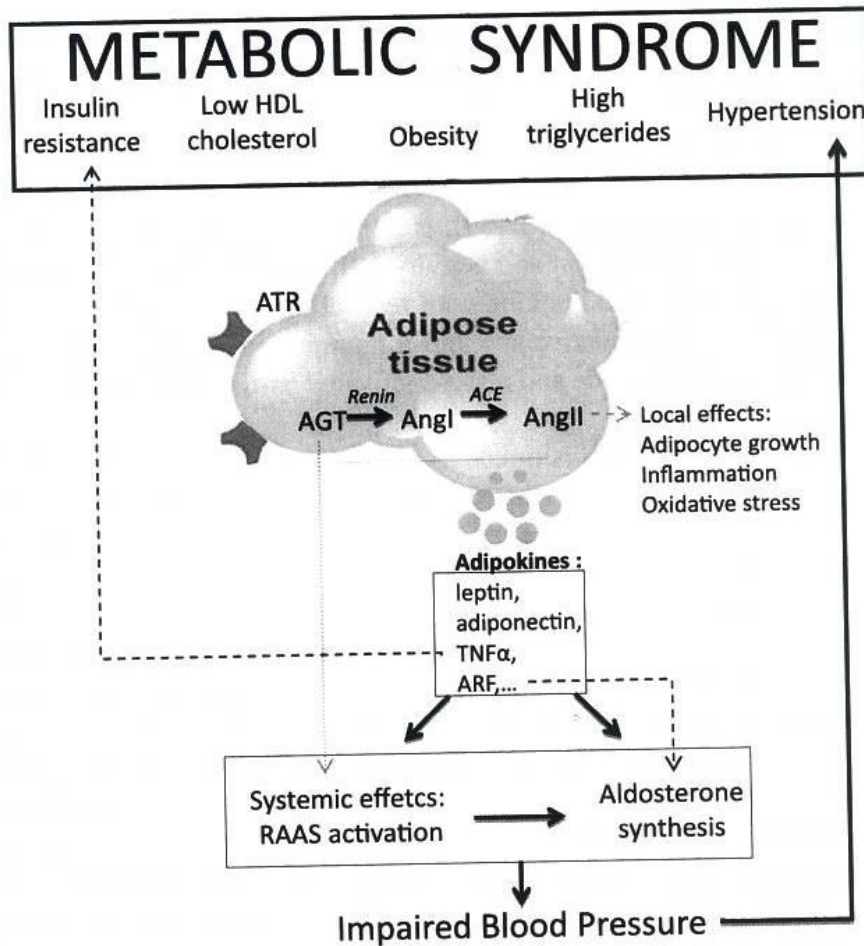 METABOLIC SYNDROME
Insulin
resistance
Low HDL
cholesterol
Obesity
High
triglycerides
Hypertension
ATR
Adipose
tissue
Renin
ACE
AGT
AngI
AngII
Local effects:
Adipocyte growth
Inflammation
Oxidative stress
Adipokines :
leptin,
adiponectin,
TNFα,
ARF,...
Systemic effetcs:
RAAS activation
Aldosterone
synthesis
Impaired Blood Pressure